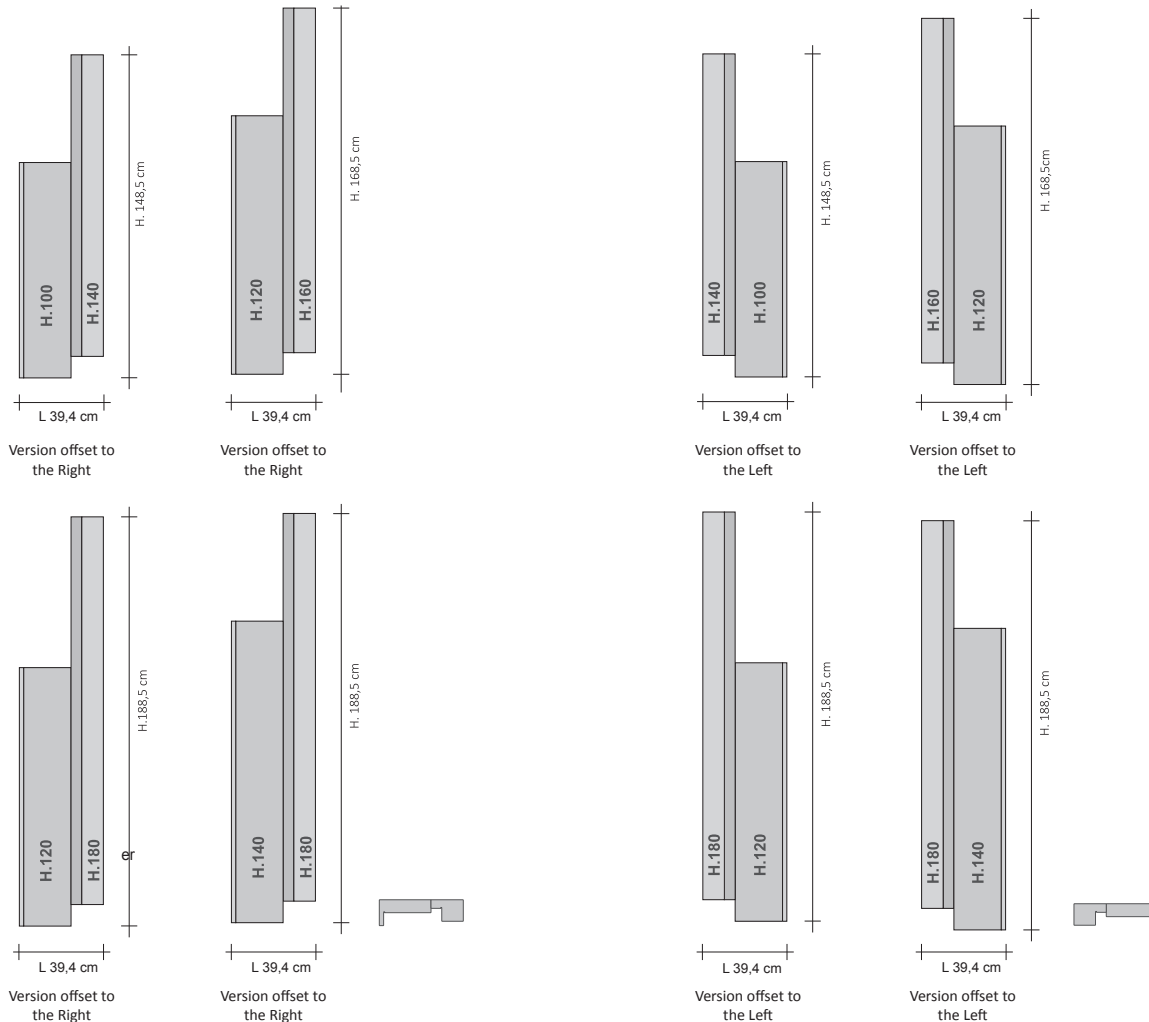 H.100
H.140
H. 148,5 cm
L 39,4 cm
Version offset to
the Right
H.120
H.160
H. 168,5 cm
L 39,4 cm
Version offset to
the Right
H.140
H.100
H. 148,5 cm
L 39,4 cm
Version offset to
the Left
H.160
H.120
H. 168,5cm
L 39,4 cm
Version offset to
the Left
H.120
H.180
er
H.188,5 cm
L 39,4 cm
Version offset to
the Right
H.140
H.180
H. 188,5 cm
L 39,4 cm
Version offset to
the Right
H.180
H.120
H. 188,5 cm
L 39,4 cm
Version offset to
the Left
H.180
H.140
H. 188,5 cm
L 39,4 cm
Version offset to
the Left